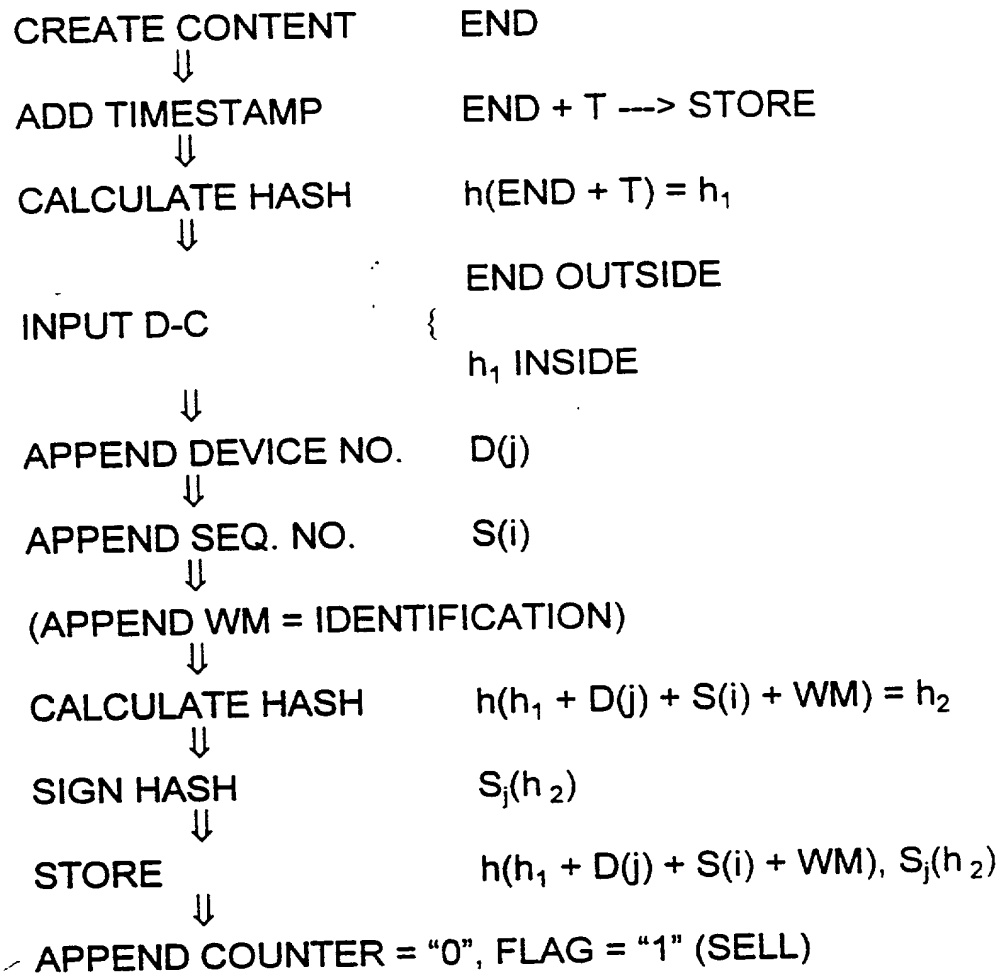 CREATE CONTENT END
⇓
ADD TIMESTAMP END + T ---> STORE
⇓
CALCULATE HASH h(END + T) = h₁
⇓
END OUTSIDE
INPUT D-C {
h₁ INSIDE
⇓
APPEND DEVICE NO. D(j)
⇓
APPEND SEQ. NO. S(i)
⇓
(APPEND WM = IDENTIFICATION)
⇓
CALCULATE HASH h(h₁ + D(j) + S(i) + WM) = h₂
⇓
SIGN HASH Sⱼ(h ₂)
⇓
STORE h(h₁ + D(j) + S(i) + WM), Sⱼ(h ₂)
⇓
APPEND COUNTER = “0”, FLAG = “1” (SELL)